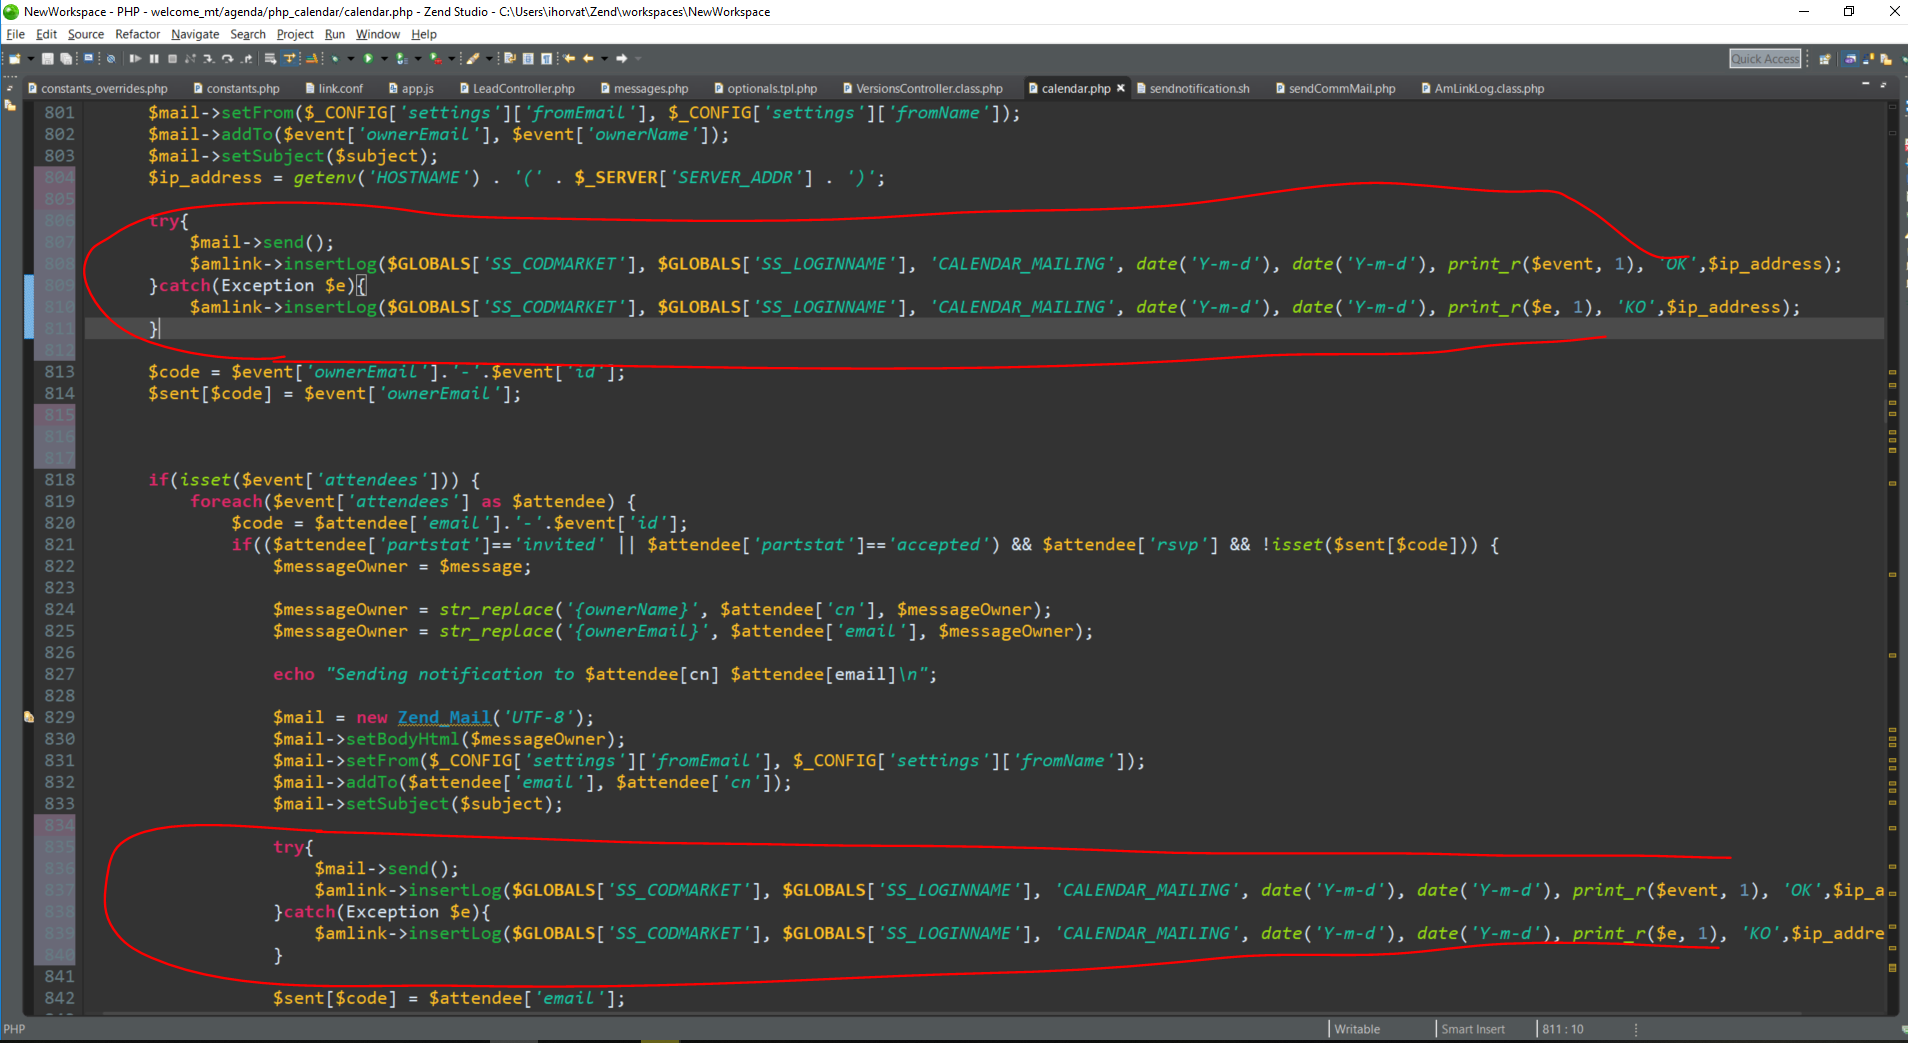 NewWorkspace - PHP - welcome_mt/agenda/php_calendar/calendar.php - Zend Studio - C:\Users\ihorvat\Zend\workspaces\NewWorkspace
File Edit Source Refactor Navigate Search Project Run Window Help
Quick Access
constants_overrides.php constants.php link.conf app.js LeadController.php messages.php optionals.tpl.php VersionsController.class.php calendar.php sendnotification.sh sendCommMail.php AmLinkLog.class.php
801 $mail->setFrom($_CONFIG['settings']['fromEmail'], $_CONFIG['settings']['fromName']);
802 $mail->addTo($event['ownerEmail'], $event['ownerName']);
803 $mail->setSubject($subject);
804 $ip_address = getenv('HOSTNAME') . '(' . $_SERVER['SERVER_ADDR'] . ')';
805
806 try{
807 $mail->send();
808 $amlink->insertLog($GLOBALS['SS_CODMARKET'], $GLOBALS['SS_LOGINNAME'], 'CALENDAR_MAILING', date('Y-m-d'), date('Y-m-d'), print_r($event, 1), 'OK',$ip_address);
809 }catch(Exception $e){
810 $amlink->insertLog($GLOBALS['SS_CODMARKET'], $GLOBALS['SS_LOGINNAME'], 'CALENDAR_MAILING', date('Y-m-d'), date('Y-m-d'), print_r($e, 1), 'KO',$ip_address);
811 }
812
813 $code = $event['ownerEmail'].'-'.$event['id'];
814 $sent[$code] = $event['ownerEmail'];
815
816
817
818 if(isset($event['attendees'])) {
819 foreach($event['attendees'] as $attendee) {
820 $code = $attendee['email'].'-'.$event['id'];
821 if(($attendee['partstat']=='invited' || $attendee['partstat']=='accepted') && $attendee['rsvp'] && !isset($sent[$code])) {
822 $messageOwner = $message;
823
824 $messageOwner = str_replace('{ownerName}', $attendee['cn'], $messageOwner);
825 $messageOwner = str_replace('{ownerEmail}', $attendee['email'], $messageOwner);
826
827 echo "Sending notification to $attendee[cn] $attendee[email]\n";
828
829 $mail = new Zend_Mail('UTF-8');
830 $mail->setBodyHtml($messageOwner);
831 $mail->setFrom($_CONFIG['settings']['fromEmail'], $_CONFIG['settings']['fromName']);
832 $mail->addTo($attendee['email'], $attendee['cn']);
833 $mail->setSubject($subject);
834
835 try{
836 $mail->send();
837 $amlink->insertLog($GLOBALS['SS_CODMARKET'], $GLOBALS['SS_LOGINNAME'], 'CALENDAR_MAILING', date('Y-m-d'), date('Y-m-d'), print_r($event, 1), 'OK',$ip_a
838 }catch(Exception $e){
839 $amlink->insertLog($GLOBALS['SS_CODMARKET'], $GLOBALS['SS_LOGINNAME'], 'CALENDAR_MAILING', date('Y-m-d'), date('Y-m-d'), print_r($e, 1), 'KO',$ip_addre
840 }
841
842 $sent[$code] = $attendee['email'];
PHP Writable Smart Insert 811 : 10